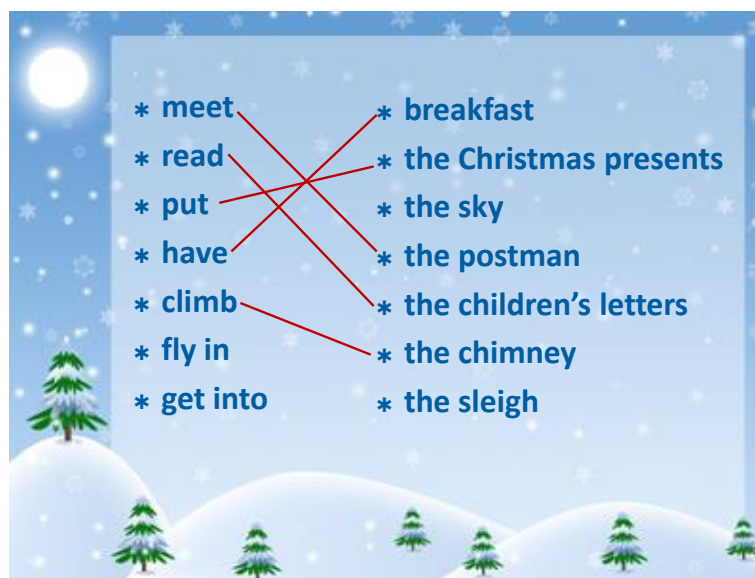 * meet
* read
* put
* have
* climb
* fly in
* get into
* breakfast
* the Christmas presents
* the sky
* the postman
* the children’s letters
* the chimney
* the sleigh